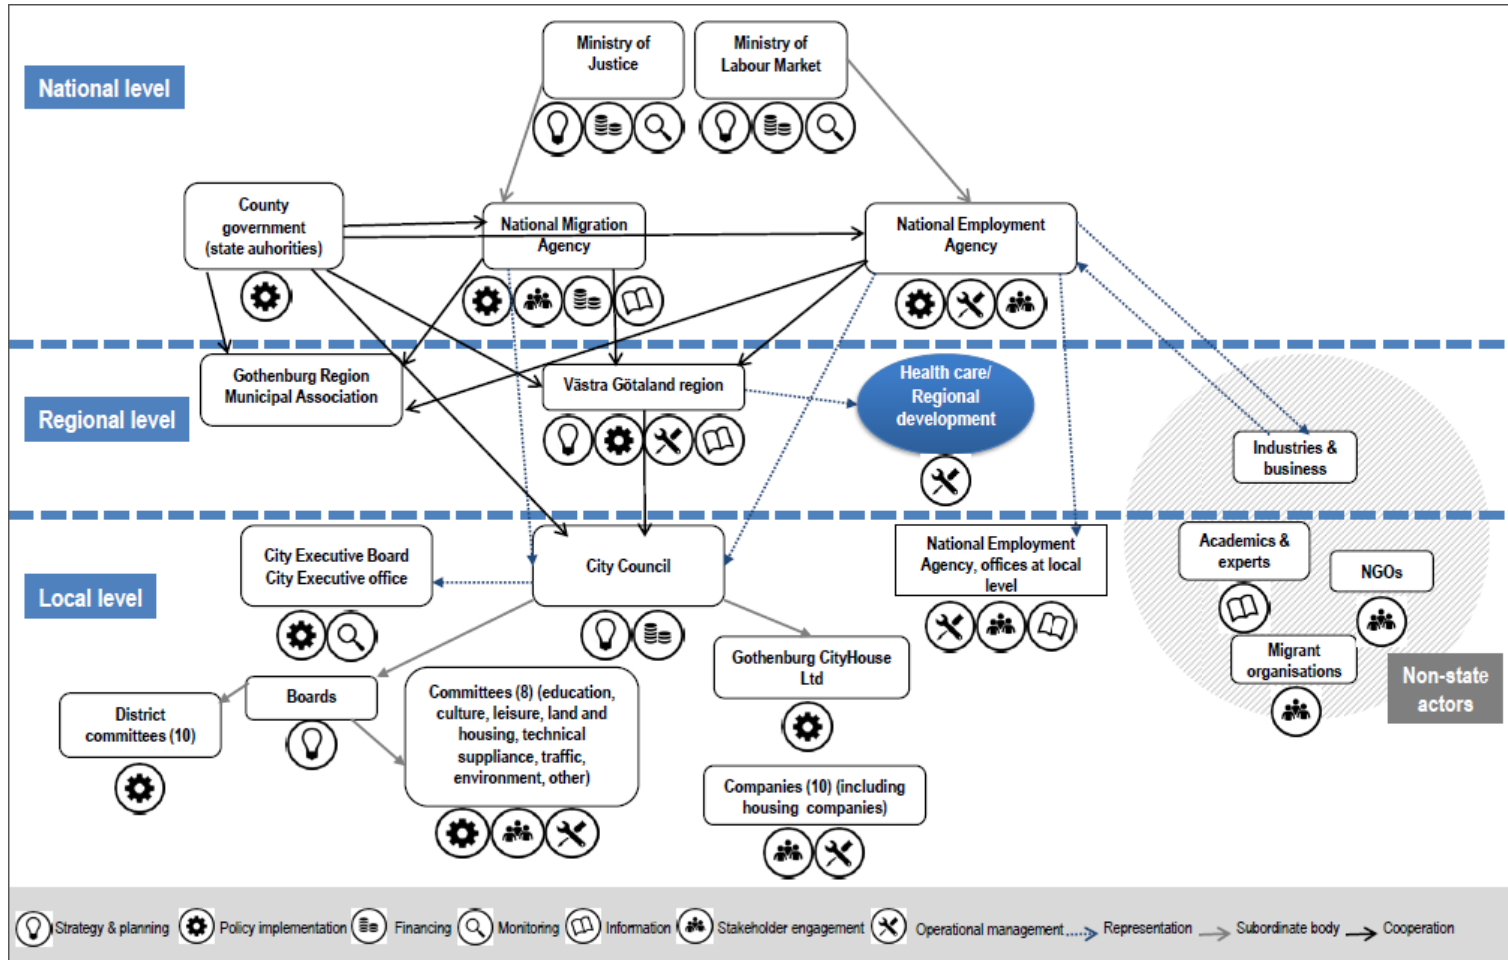 Ministry of
Justice
Ministry of
Labour Market
National level
County
government
(state auhorities)
National Migration
Agency
National Employment
Agency
Gothenburg Region
Municipal Association
Västra Götaland region
Health care/
Regional
development
Regional level
Industries &
business
City Executive Board
City Executive office
City Council
National Employment
Agency, offices at local
level
Academics &
experts
NGOs
Local level
Migrant
organisations
Non-state
actors
Gothenburg CityHouse
Ltd
Boards
District
committees (10)
Committees (8) (education,
culture, leisure, land and
housing, technical
suppliance, traffic,
environment, other)
Companies (10) (including
housing companies)
Strategy & planning Policy implementation Financing Monitoring Information Stakeholder engagement Operational management Representation Subordinate body Cooperation